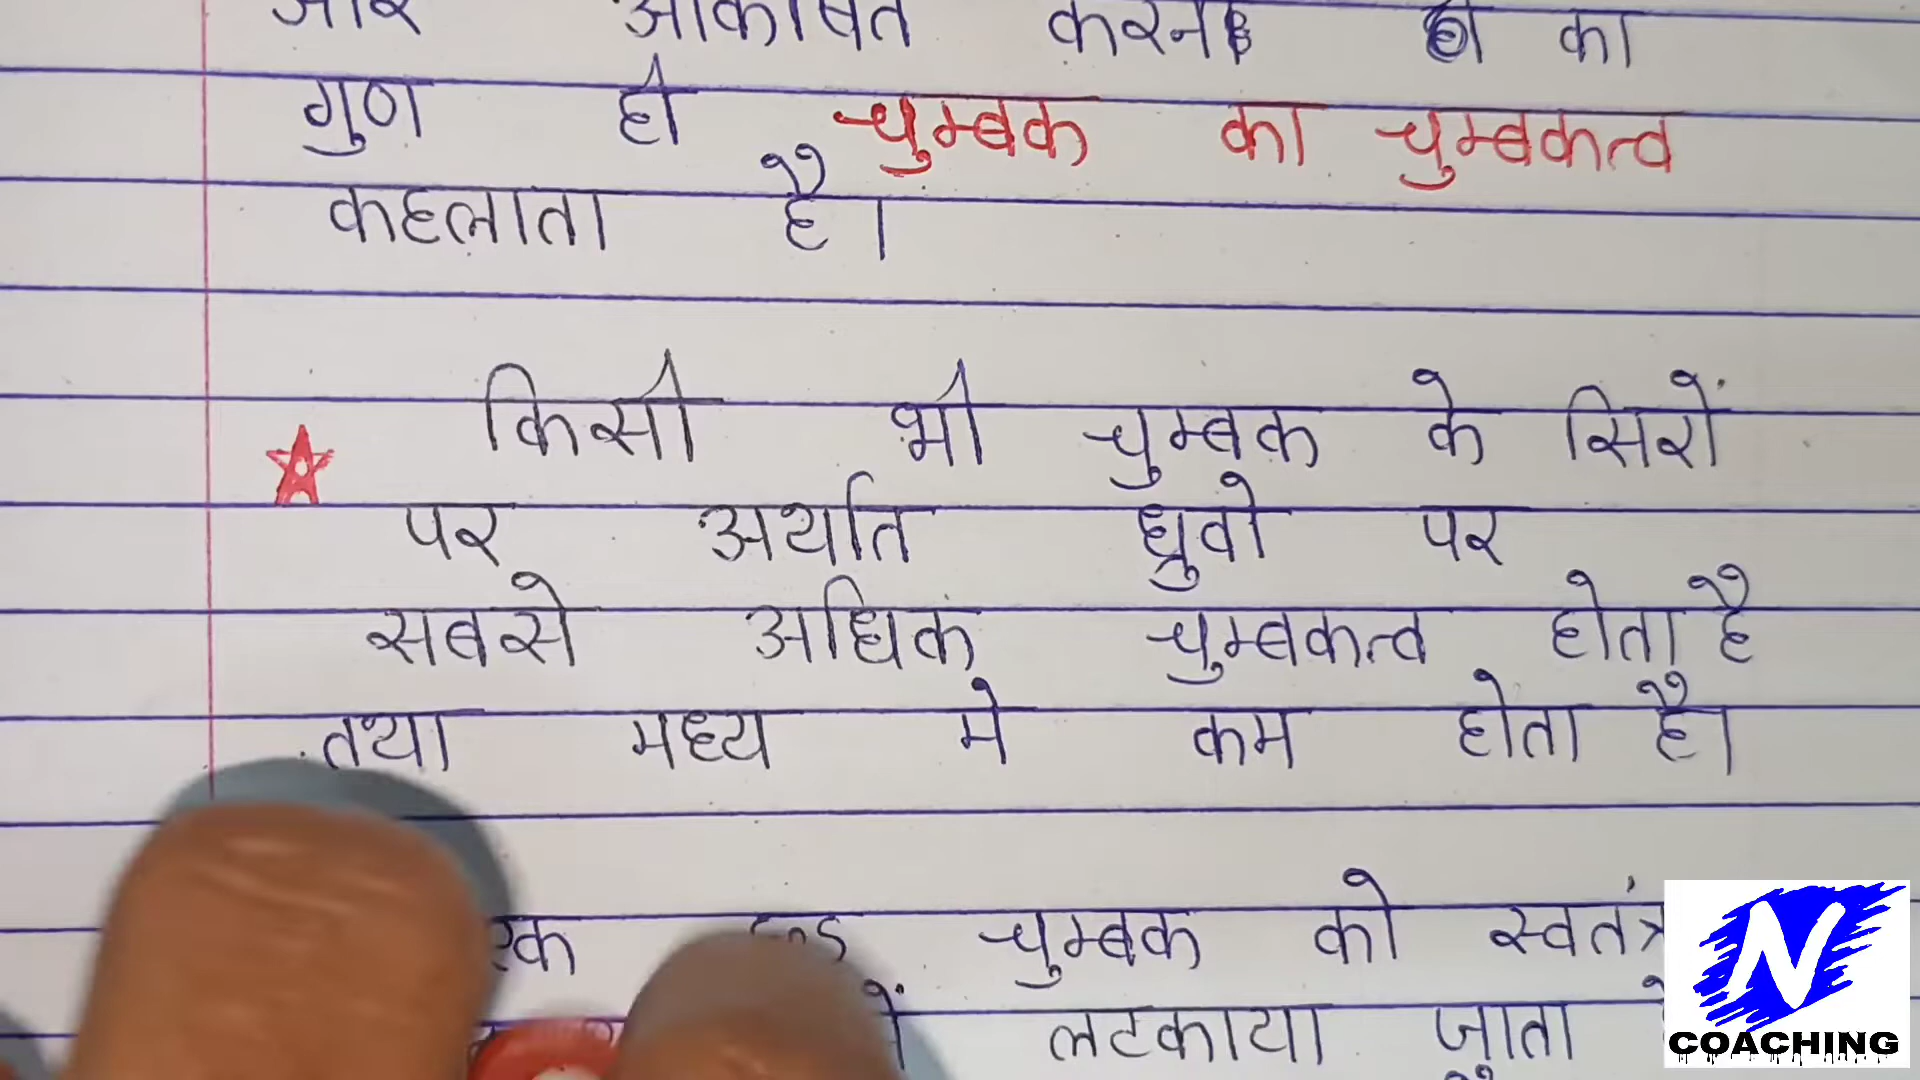 और आकर्षित करने का
गुण ही चुम्बक का चुम्बकत्व
कहलाता है।
किसी भी चुम्बक के सिरों
पर अर्थात ध्रुवो पर
सबसे अधिक चुम्बकत्व होता है
तथा मध्य मे कम होता है।
चुम्बक को स्वतंत्र
लटकाया जाता
N
COACHING